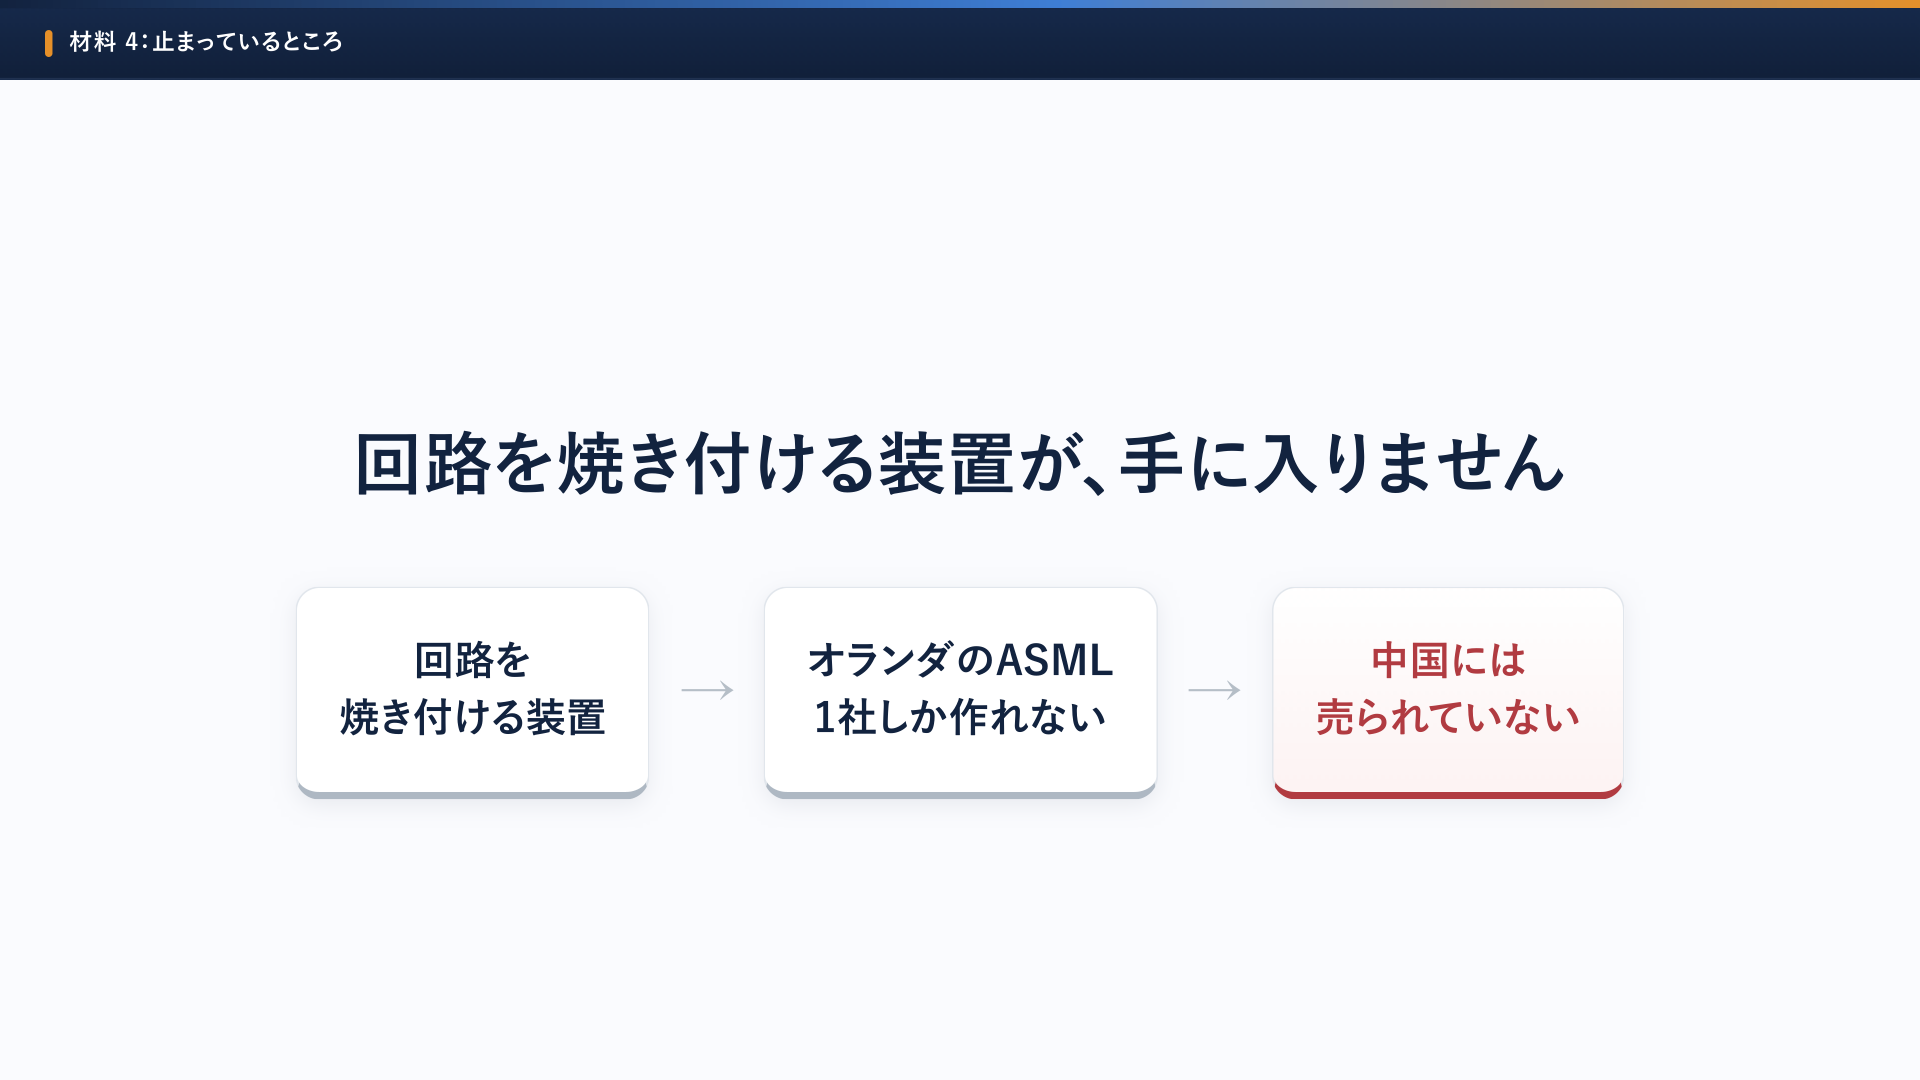 材料 4：止まっているところ
回路を焼き付ける装置が、手に入りません
回路を
焼き付ける装置
→
オランダのASML
1社しか作れない
→
中国には
売られていない